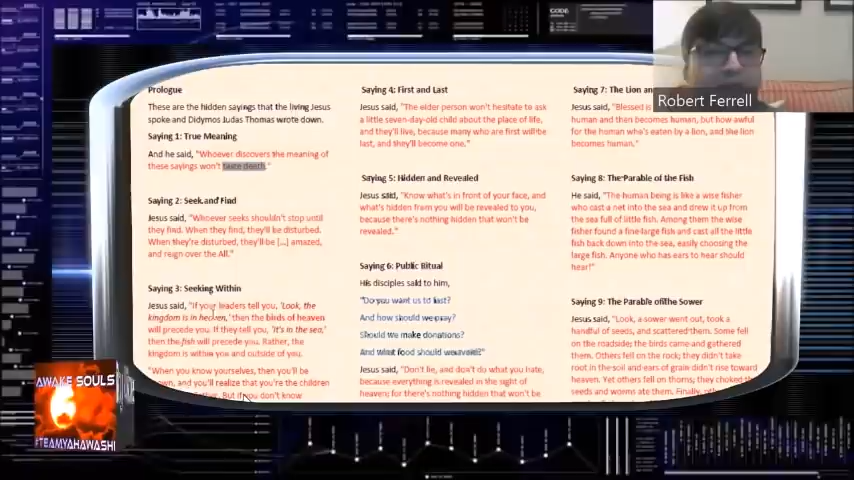 CODE
Robert Ferrell
Prologue
These are the hidden sayings that the living Jesus
spoke and Didymos Judas Thomas wrote down.
Saying 1: True Meaning
And he said, "Whoever discovers the meaning of
these sayings won't taste death."
Saying 2: Seek and Find
Jesus said, "Whoever seeks shouldn't stop until
they find. When they find, they'll be disturbed.
When they're disturbed, they'll be [...] amazed,
and reign over the All."
Saying 3: Seeking Within
Jesus said, "If your leaders tell you, 'Look, the
kingdom is in heaven,' then the birds of heaven
will precede you. If they tell you, 'It's in the sea,'
then the fish will precede you. Rather, the
kingdom is within you and outside of you.
"When you know yourselves, then you'll be
and you'll realize that you're the children
But if you don't know
Saying 4: First and Last
Jesus said, "The elder person won't hesitate to ask
a little seven-day-old child about the place of life,
and they'll live, because many who are first will be
last, and they'll become one."
Saying 5: Hidden and Revealed
Jesus said, "Know what's in front of your face, and
what's hidden from you will be revealed to you,
because there's nothing hidden that won't be
revealed."
Saying 6: Public Ritual
His disciples said to him,
"Do you want us to fast?
And how should we pray?
Should we make donations?
And what food should we avoid?"
Jesus said, "Don't lie, and don't do what you hate,
because everything is revealed in the sight of
heaven; for there's nothing hidden that won't be
Saying 7: The Lion and
Jesus said, "Blessed is
human and then becomes human, but how awful
for the human who's eaten by a lion, and the lion
becomes human."
Saying 8: The Parable of the Fish
He said, "The human being is like a wise fisher
who cast a net into the sea and drew it up from
the sea full of little fish. Among them the wise
fisher found a fine large fish and cast all the little
fish back down into the sea, easily choosing the
large fish. Anyone who has ears to hear should
hear!"
Saying 9: The Parable of the Sower
Jesus said, "Look, a sower went out, took a
handful of seeds, and scattered them. Some fell
on the roadside; the birds came and gathered
them. Others fell on the rock; they didn't take
root in the soil and ears of grain didn't rise toward
heaven. Yet others fell on thorns; they choked the
seeds and worms ate them. Finally,
AWAKE SOULS
#TEAMYAHAWASHI